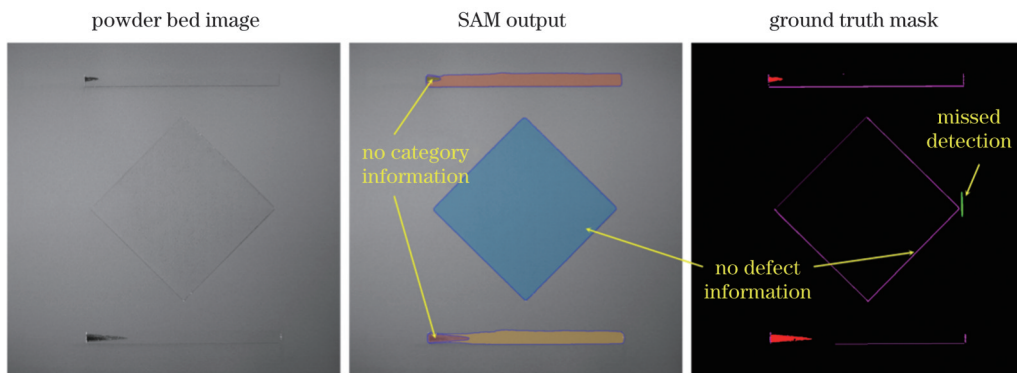 powder bed image
SAM output
ground truth mask
no category
information
missed
detection
no defect
information